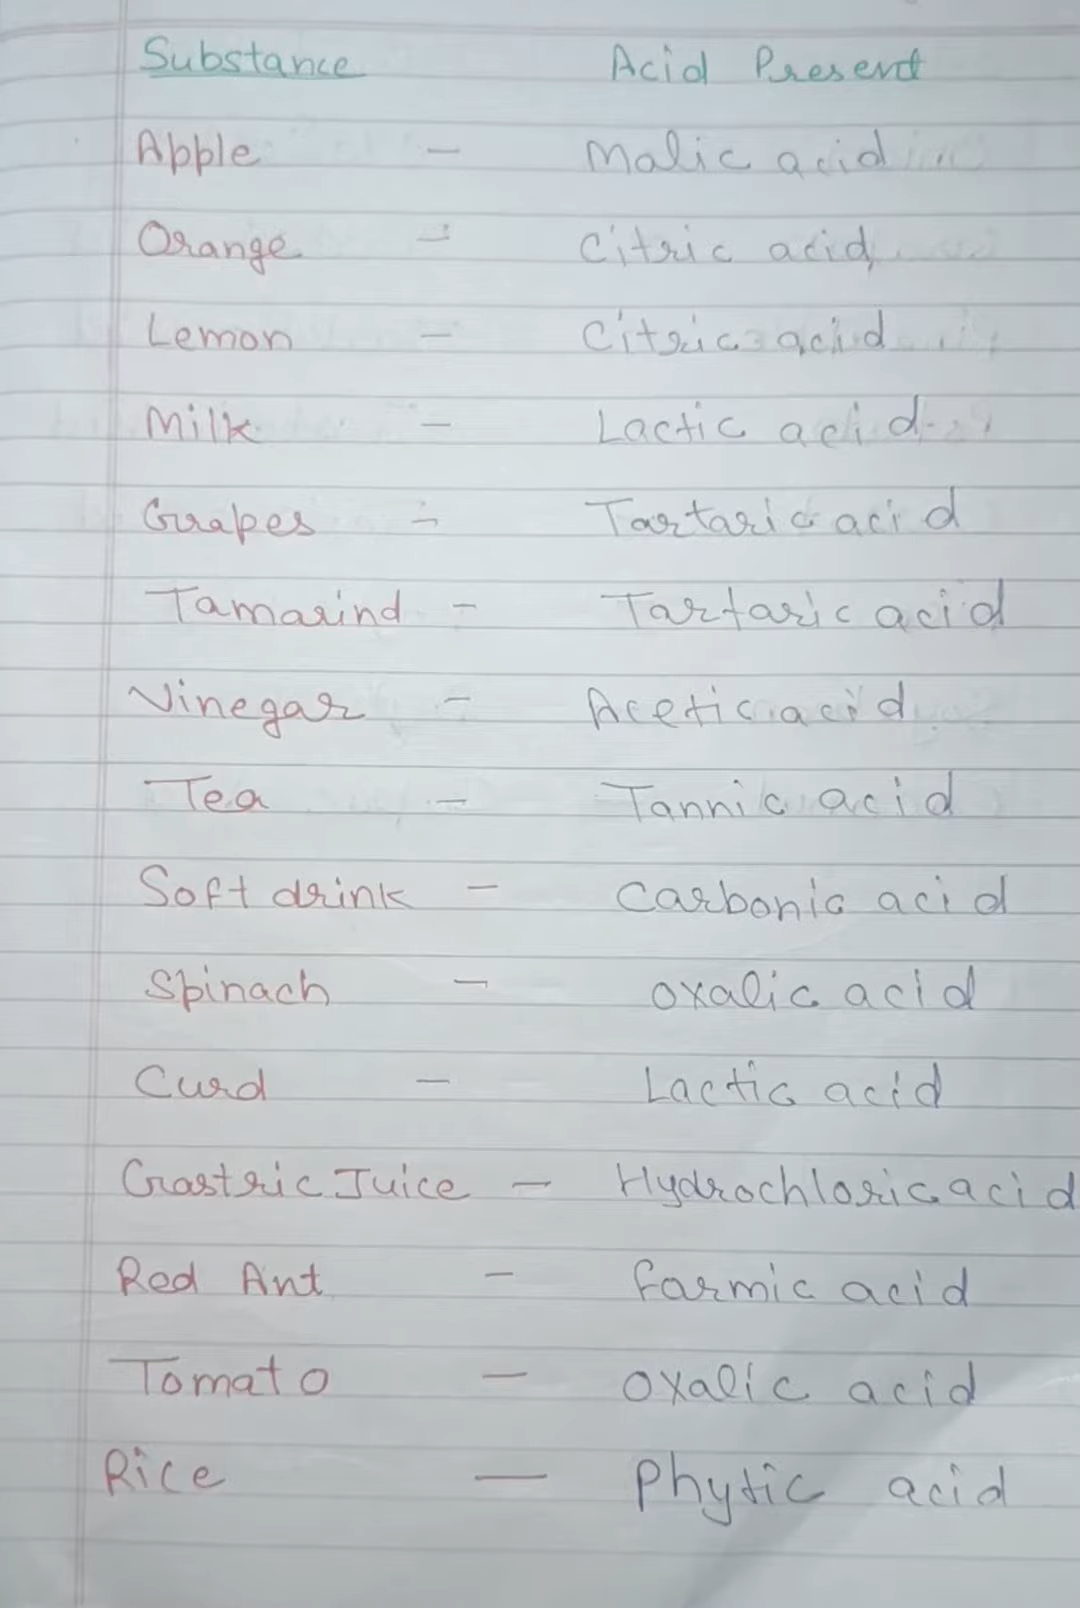 Substance Acid Present
Apple - Malic acid
Orange - Citric acid
Lemon - Citric acid
Milk - Lactic acid
Grapes - Tartaric acid
Tamarind - Tartaric acid
Vinegar - Acetic acid
Tea - Tannic acid
Soft drink - Carbonic acid
Spinach - Oxalic acid
Curd - Lactic acid
Grastric Juice - Hydrochloric acid
Red Ant - Farmic acid
Tomato - Oxalic acid
Rice - Phytic acid